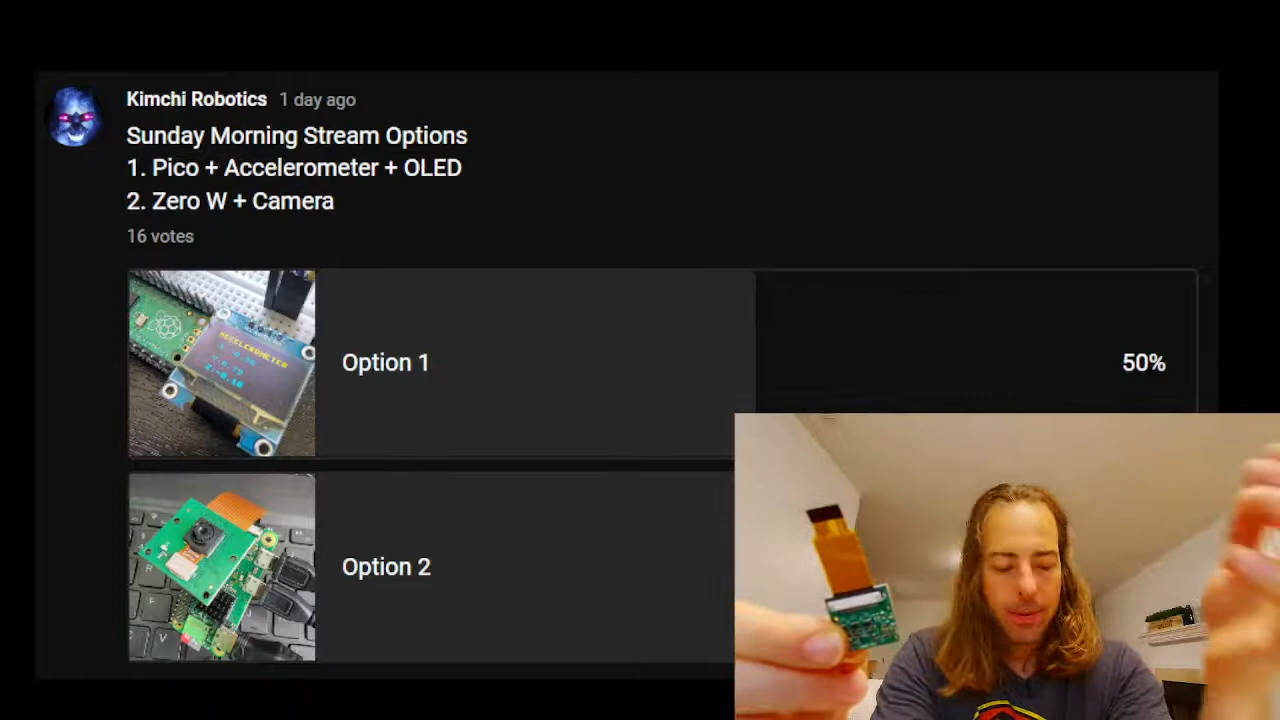 Kimchi Robotics 1 day ago
Sunday Morning Stream Options
1. Pico + Accelerometer + OLED
2. Zero W + Camera
16 votes
ACCELEROMETER
Option 1
50%
Option 2